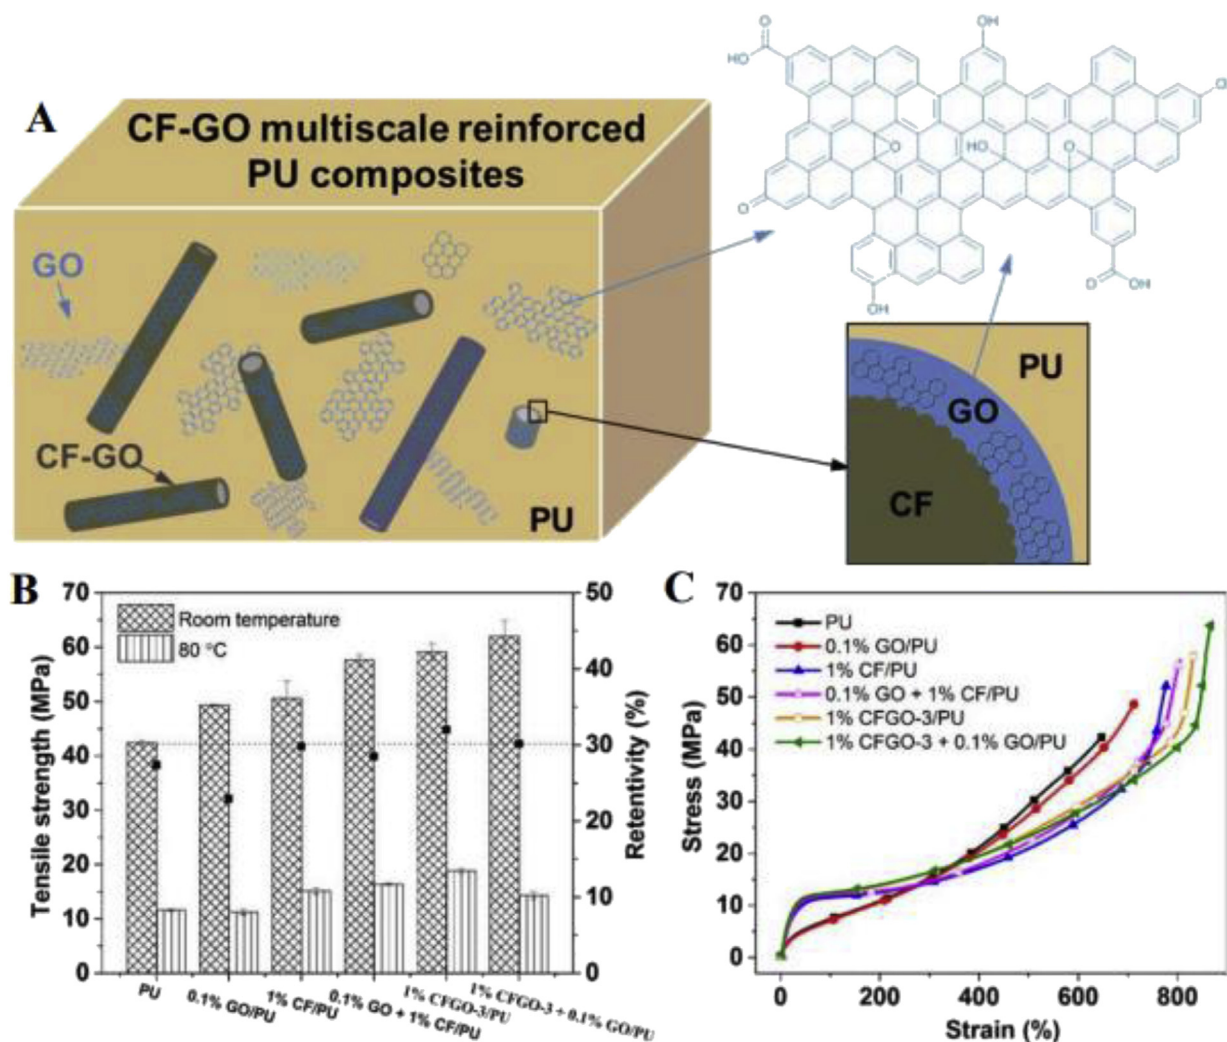 A
CF-GO multiscale reinforced
PU composites
GO
CF-GO
PU
O
HO
OH
O
HO
O
O
OH
D
OH
PU
GO
CF
B
70
60
50
40
30
20
10
0
Tensile strength (MPa)
Room temperature
80 °C
50
40
30
20
10
0
Retentivity (%)
PU
0.1% GO/PU
1% CF/PU
0.1% GO + 1% CF/PU
1% CFGO-3/PU
1% CFGO-3 + 0.1% GO/PU
C
70
60
50
40
30
20
10
0
Stress (MPa)
PU
0.1% GO/PU
1% CF/PU
0.1% GO + 1% CF/PU
1% CFGO-3/PU
1% CFGO-3 + 0.1% GO/PU
0
200
400
600
800
Strain (%)